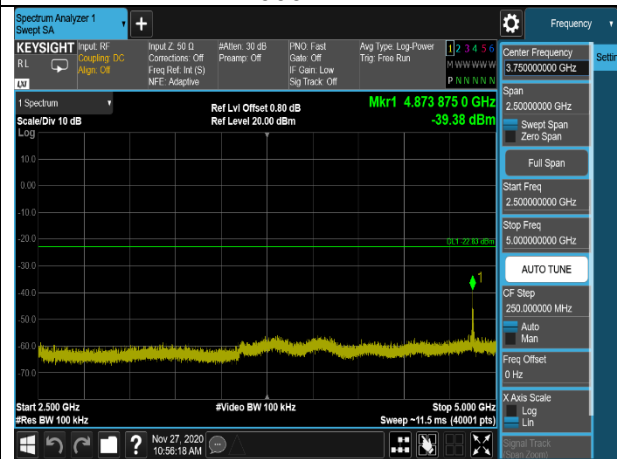 Spectrum Analyzer 1
Swept SA
Frequency
KEYSIGHT
RL
Input: RF
Coupling: DC
Align: Off
Input Z: 50 Ω
Corrections: Off
Freq Ref: Int (S)
NFE: Adaptive
#Atten: 30 dB
Preamp: Off
PNO: Fast
Gate: Off
IF Gain: Low
Sig Track: Off
Avg Type: Log-Power
Trig: Free Run
1 2 3 4 5 6
M W W W W W
P N N N N N
1 Spectrum
Scale/Div 10 dB
Log
Ref Lvl Offset 0.80 dB
Ref Level 20.00 dBm
Mkr1 4.873 875 0 GHz
-39.38 dBm
10.0
0.00
-10.0
-20.0
-30.0
-40.0
-50.0
-60.0
-70.0
1
Start 2.500 GHz
#Res BW 100 kHz
#Video BW 100 kHz
Stop 5.000 GHz
Sweep ~11.5 ms (40001 pts)
Nov 27, 2020
10:56:18 AM
Center Frequency
3.750000000 GHz
Settin
Span
2.50000000 GHz
Swept Span
Zero Span
Full Span
Start Freq
2.500000000 GHz
Stop Freq
5.000000000 GHz
AUTO TUNE
CF Step
250.000000 MHz
Auto
Man
Freq Offset
0 Hz
X Axis Scale
Log
Lin
Signal Track
(Span Zoom)